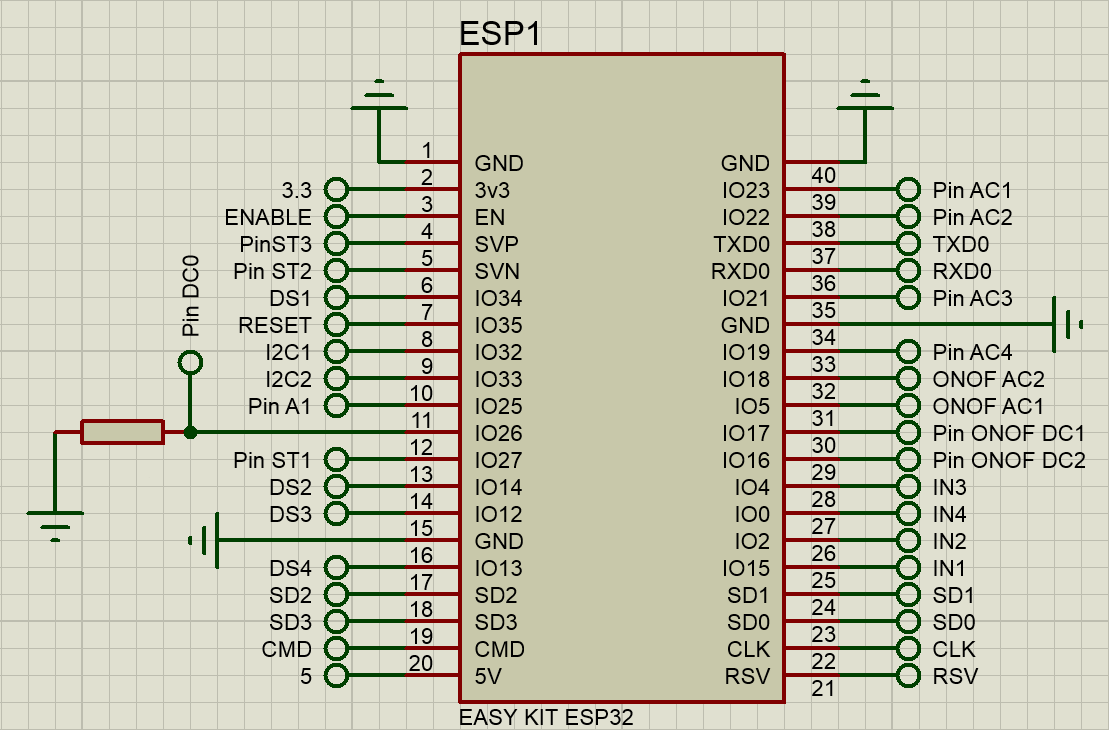 ESP1
1 GND
3.3 2 3v3
ENABLE 3 EN
PinST3 4 SVP
Pin ST2 5 SVN
DS1 6 IO34
RESET 7 IO35
I2C1 8 IO32
I2C2 9 IO33
Pin A1 10 IO25
Pin DC0
11 IO26
Pin ST1 12 IO27
DS2 13 IO14
DS3 14 IO12
15 GND
DS4 16 IO13
SD2 17 SD2
SD3 18 SD3
CMD 19 CMD
5 20 5V
GND 40
IO23 39 Pin AC1
IO22 38 Pin AC2
TXD0 37 TXD0
RXD0 36 RXD0
IO21 35 Pin AC3
GND 34
IO19 33 Pin AC4
IO18 32 ONOF AC2
IO5 31 ONOF AC1
IO17 30 Pin ONOF DC1
IO16 29 Pin ONOF DC2
IO4 28 IN3
IO0 27 IN4
IO2 26 IN2
IO15 25 IN1
SD1 24 SD1
SD0 23 SD0
CLK 22 CLK
RSV 21 RSV
EASY KIT ESP32